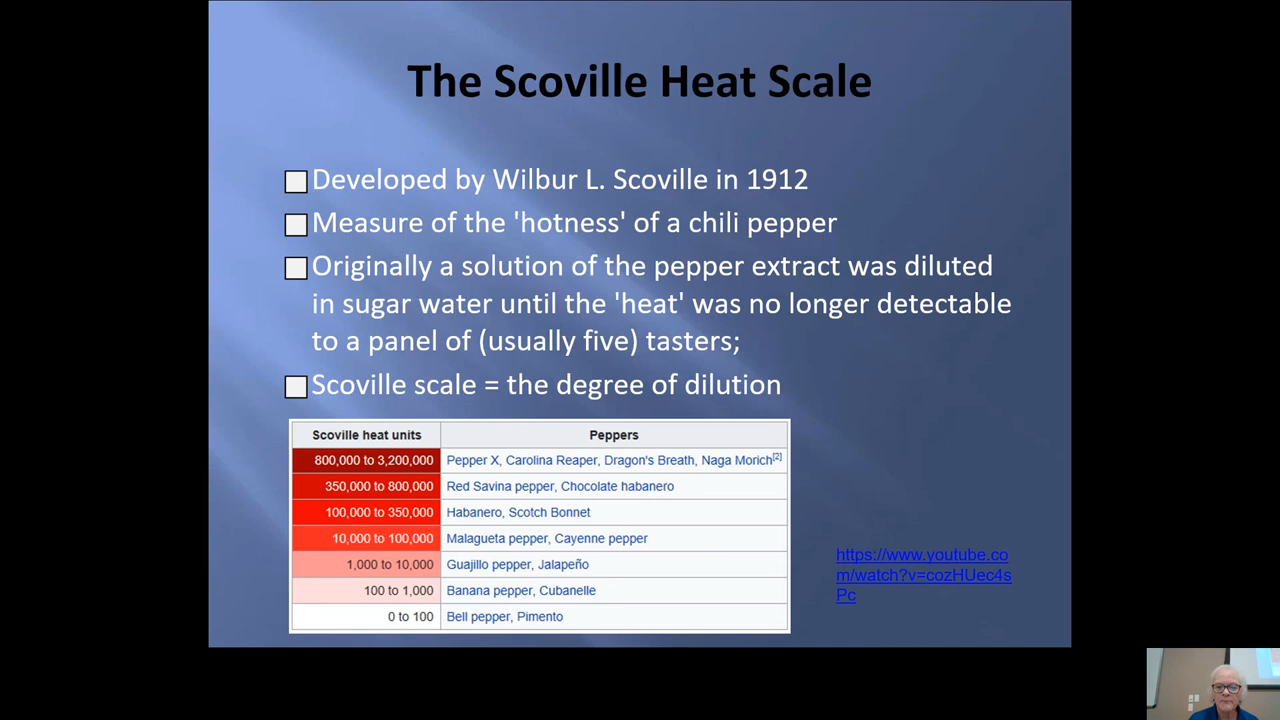 The Scoville Heat Scale
Developed by Wilbur L. Scoville in 1912
Measure of the 'hotness' of a chili pepper
Originally a solution of the pepper extract was diluted
in sugar water until the 'heat' was no longer detectable
to a panel of (usually five) tasters;
Scoville scale = the degree of dilution
Scoville heat units Peppers
800,000 to 3,200,000 Pepper X, Carolina Reaper, Dragon's Breath, Naga Morich[2]
350,000 to 800,000 Red Savina pepper, Chocolate habanero
100,000 to 350,000 Habanero, Scotch Bonnet
10,000 to 100,000 Malagueta pepper, Cayenne pepper
1,000 to 10,000 Guajillo pepper, Jalapeño
100 to 1,000 Banana pepper, Cubanelle
0 to 100 Bell pepper, Pimento
https://www.youtube.co
m/watch?v=cozHUec4s
Pc